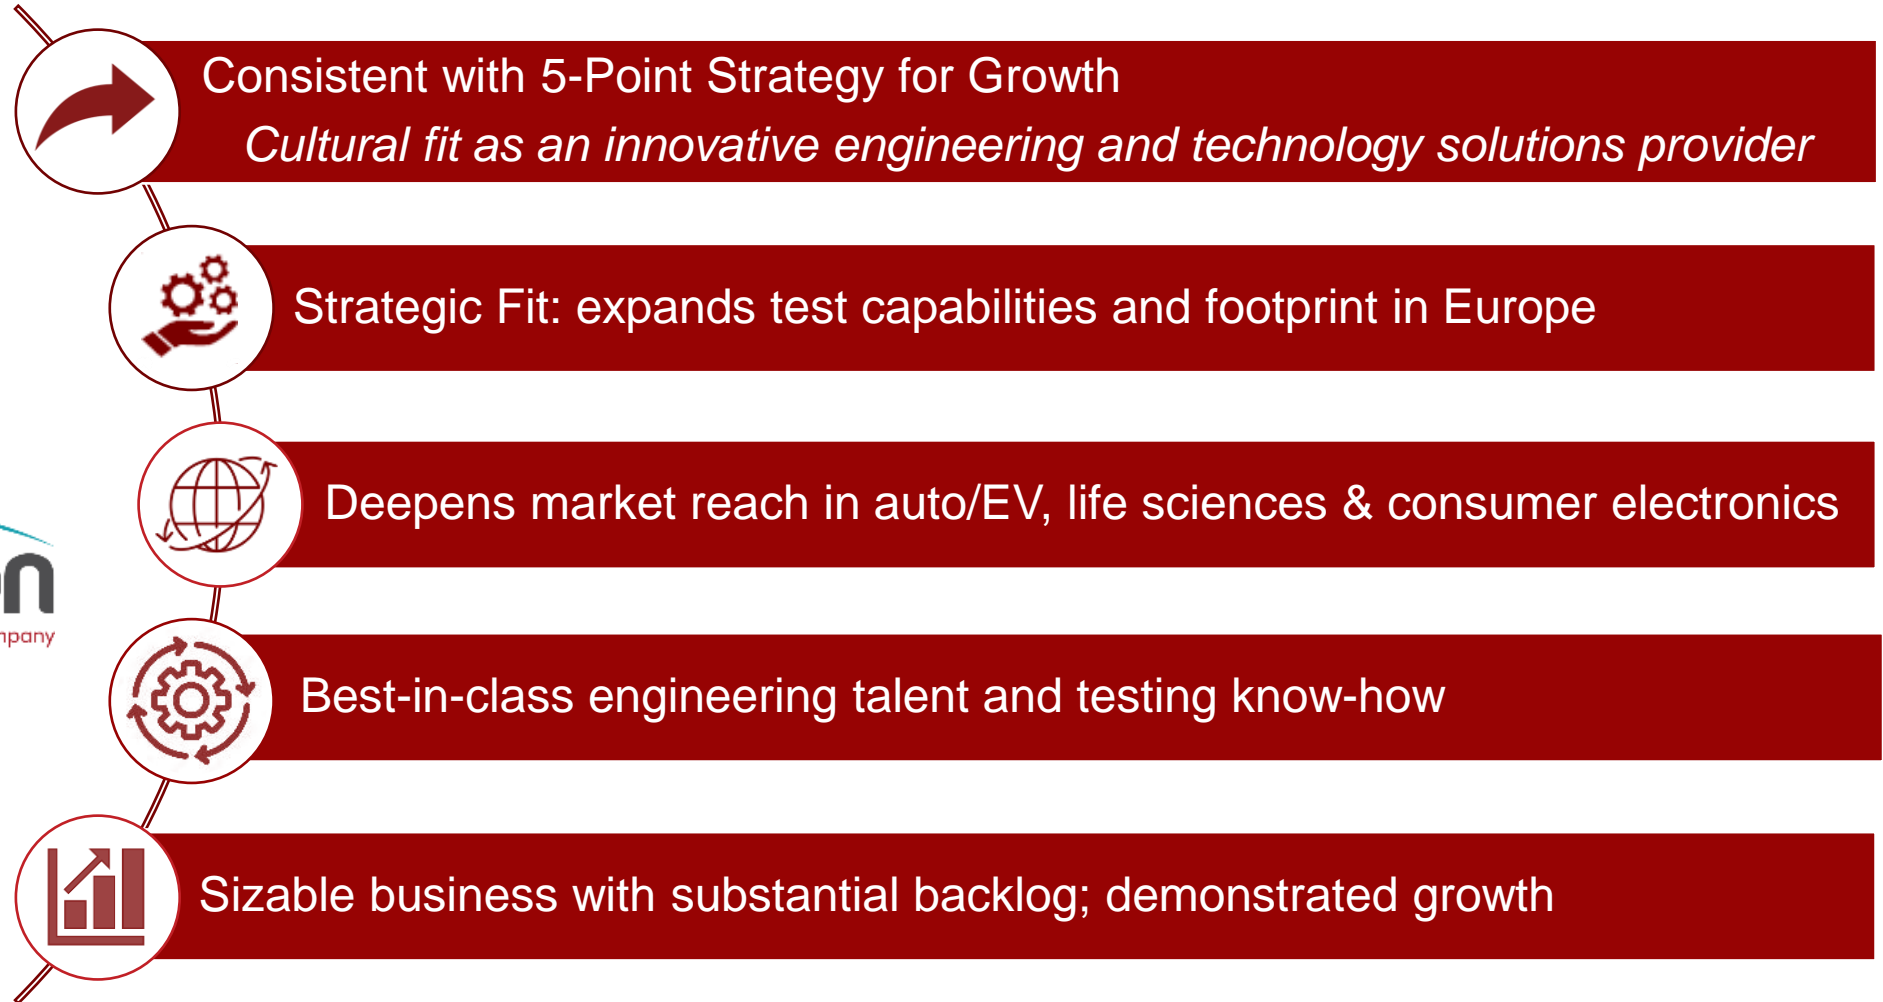 Consistent with 5-Point Strategy for Growth
Cultural fit as an innovative engineering and technology solutions provider
Strategic Fit: expands test capabilities and footprint in Europe
Deepens market reach in auto/EV, life sciences & consumer electronics
Best-in-class engineering talent and testing know-how
Sizable business with substantial backlog; demonstrated growth